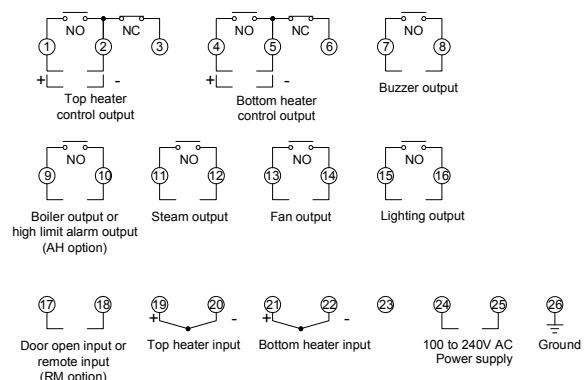 NO NC NO NC NO
1 2 3 4 5 6 7 8
+ - + -
Top heater
control output
Bottom heater
control output
Buzzer output
NO NO NO NO
9 10 11 12 13 14 15 16
Boiler output or
high limit alarm output
(AH option)
Steam output
Fan output
Lighting output
17 18 19 20 21 22 23 24 25 26
+ - + -
Door open input or
remote input
(RM option)
Top heater input
Bottom heater input
100 to 240V AC
Power supply
Ground